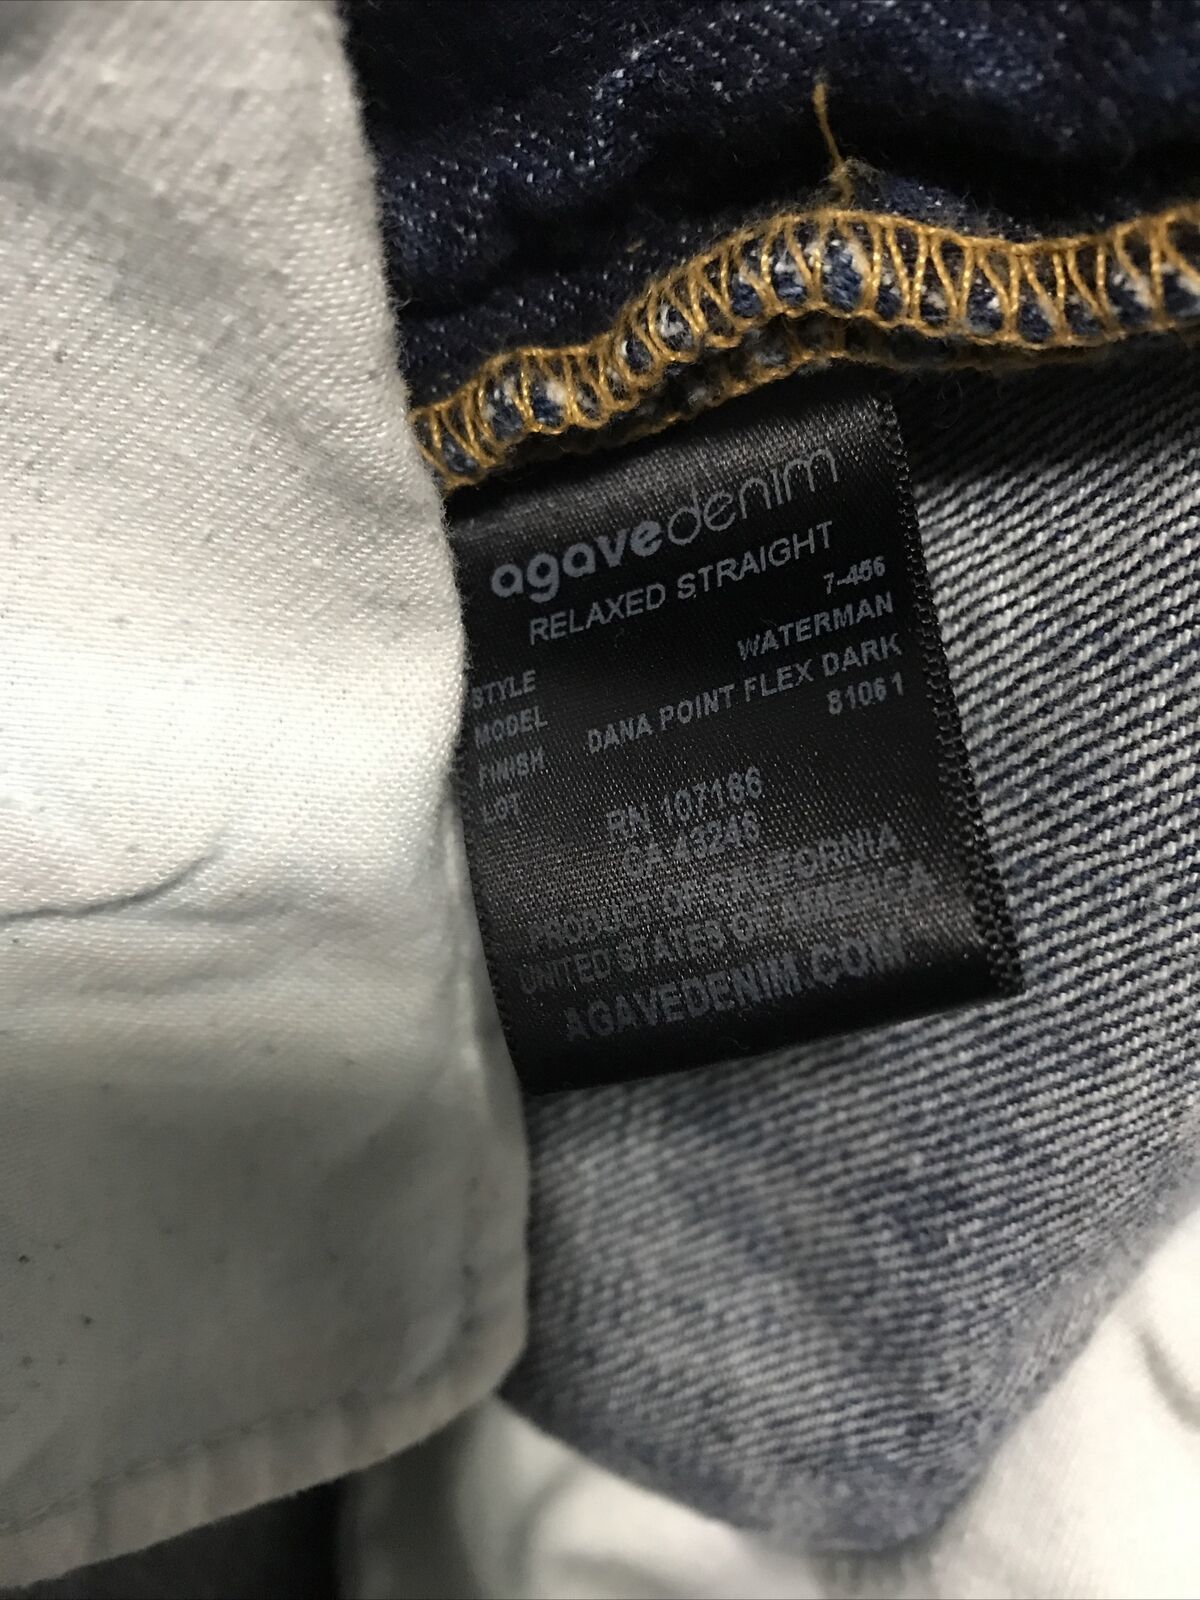 agavedenim
RELAXED STRAIGHT
STYLE 7-456
MODEL WATERMAN
FINISH DANA POINT FLEX DARK
LOT 81061
RN 107166
CA 43246
PRODUCT OF CALIFORNIA
UNITED STATES OF AMERICA
AGAVEDENIM.COM